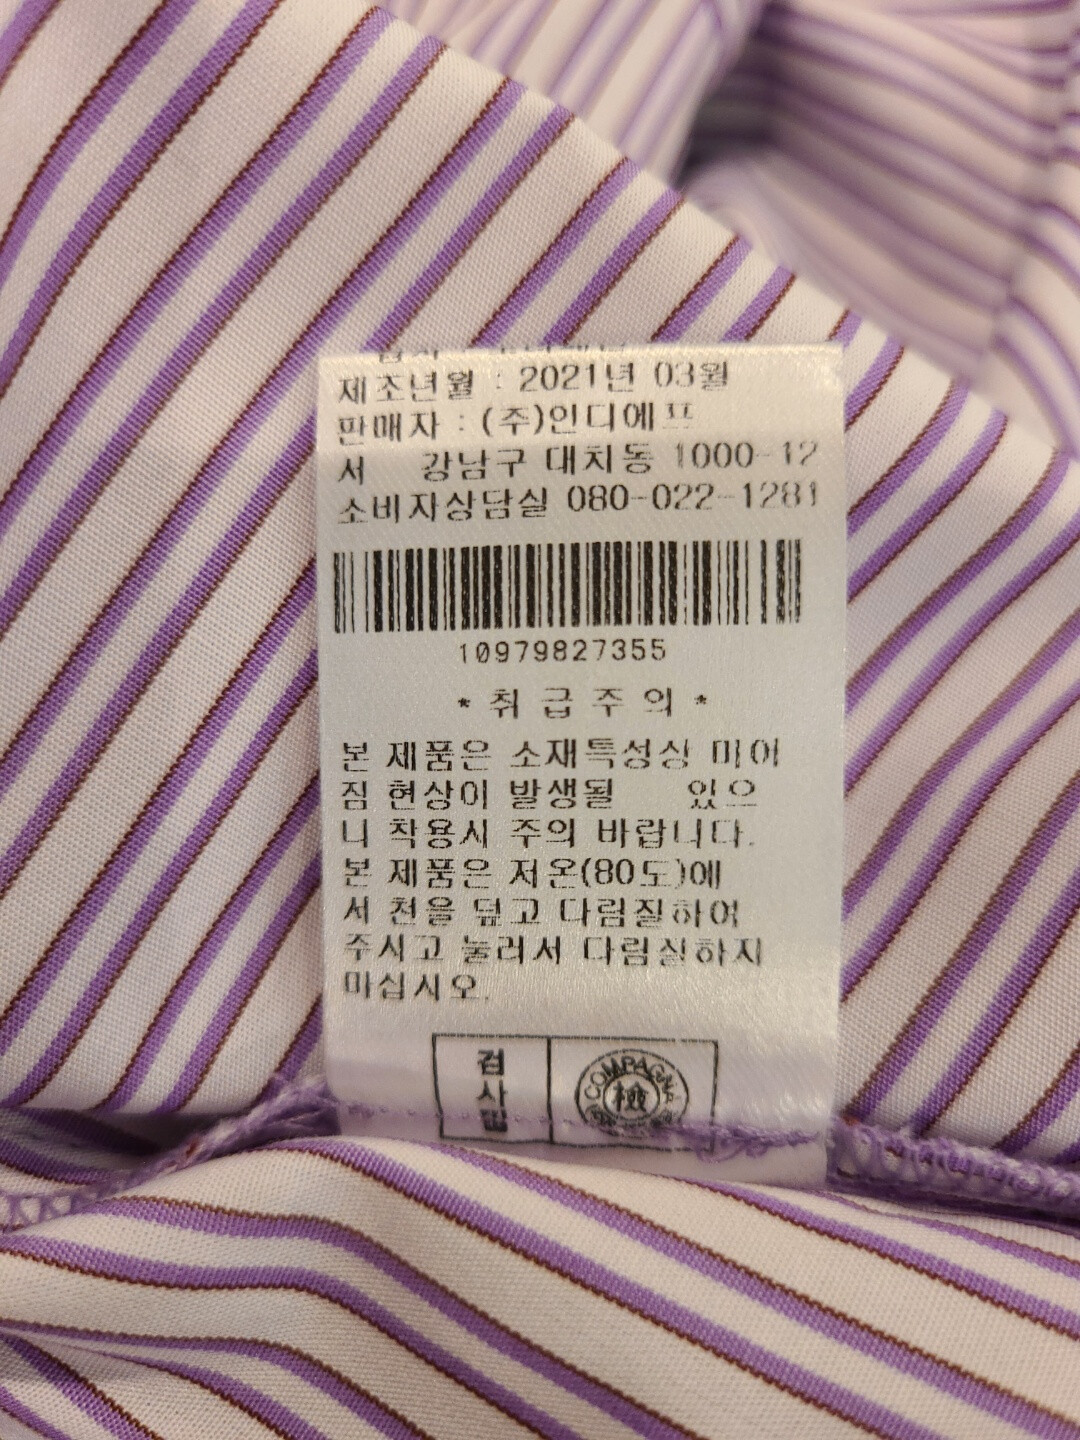 제조년월 : 2021년 03월
판매자 : (주)인디에프
서 강남구 대치동 1000-12
소비자상담실 080-022-1281
10979827355
* 취 급 주 의 *
본 제품은 소재특성상 미어
짐 현상이 발생될 있으
니 착용시 주의 바랍니다.
본 제품은 저온(80도)에
서 천을 덮고 다림질하여
주시고 눌러서 다림실하지
마십시오.
검사필
COMPAGNA
檢